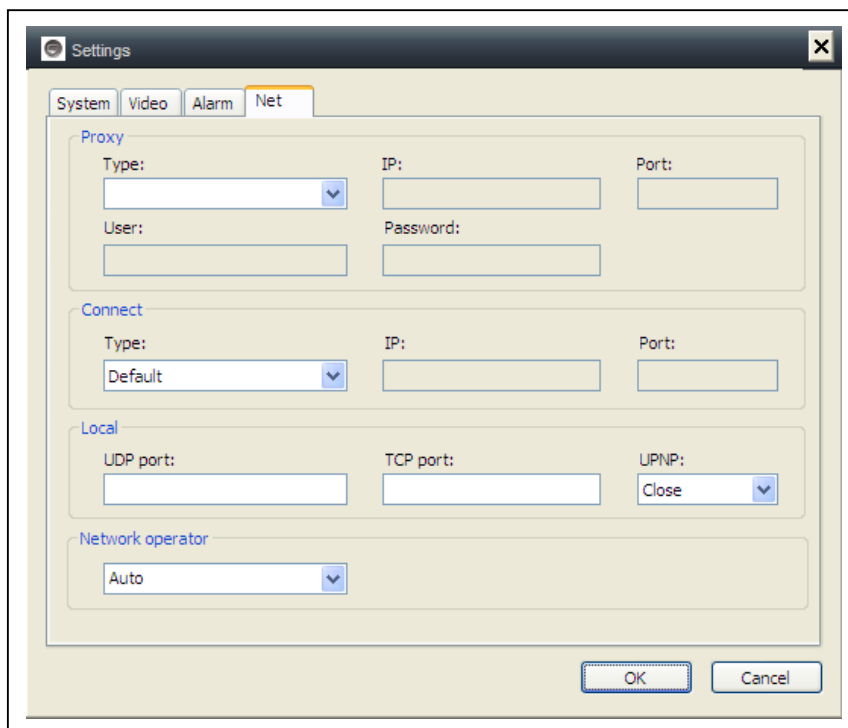 Settings
System Video Alarm Net
Proxy
Type: IP: Port:
User: Password:
Connect
Type: IP: Port:
Default
Local
UDP port: TCP port: UPNP:
Close
Network operator
Auto
OK Cancel